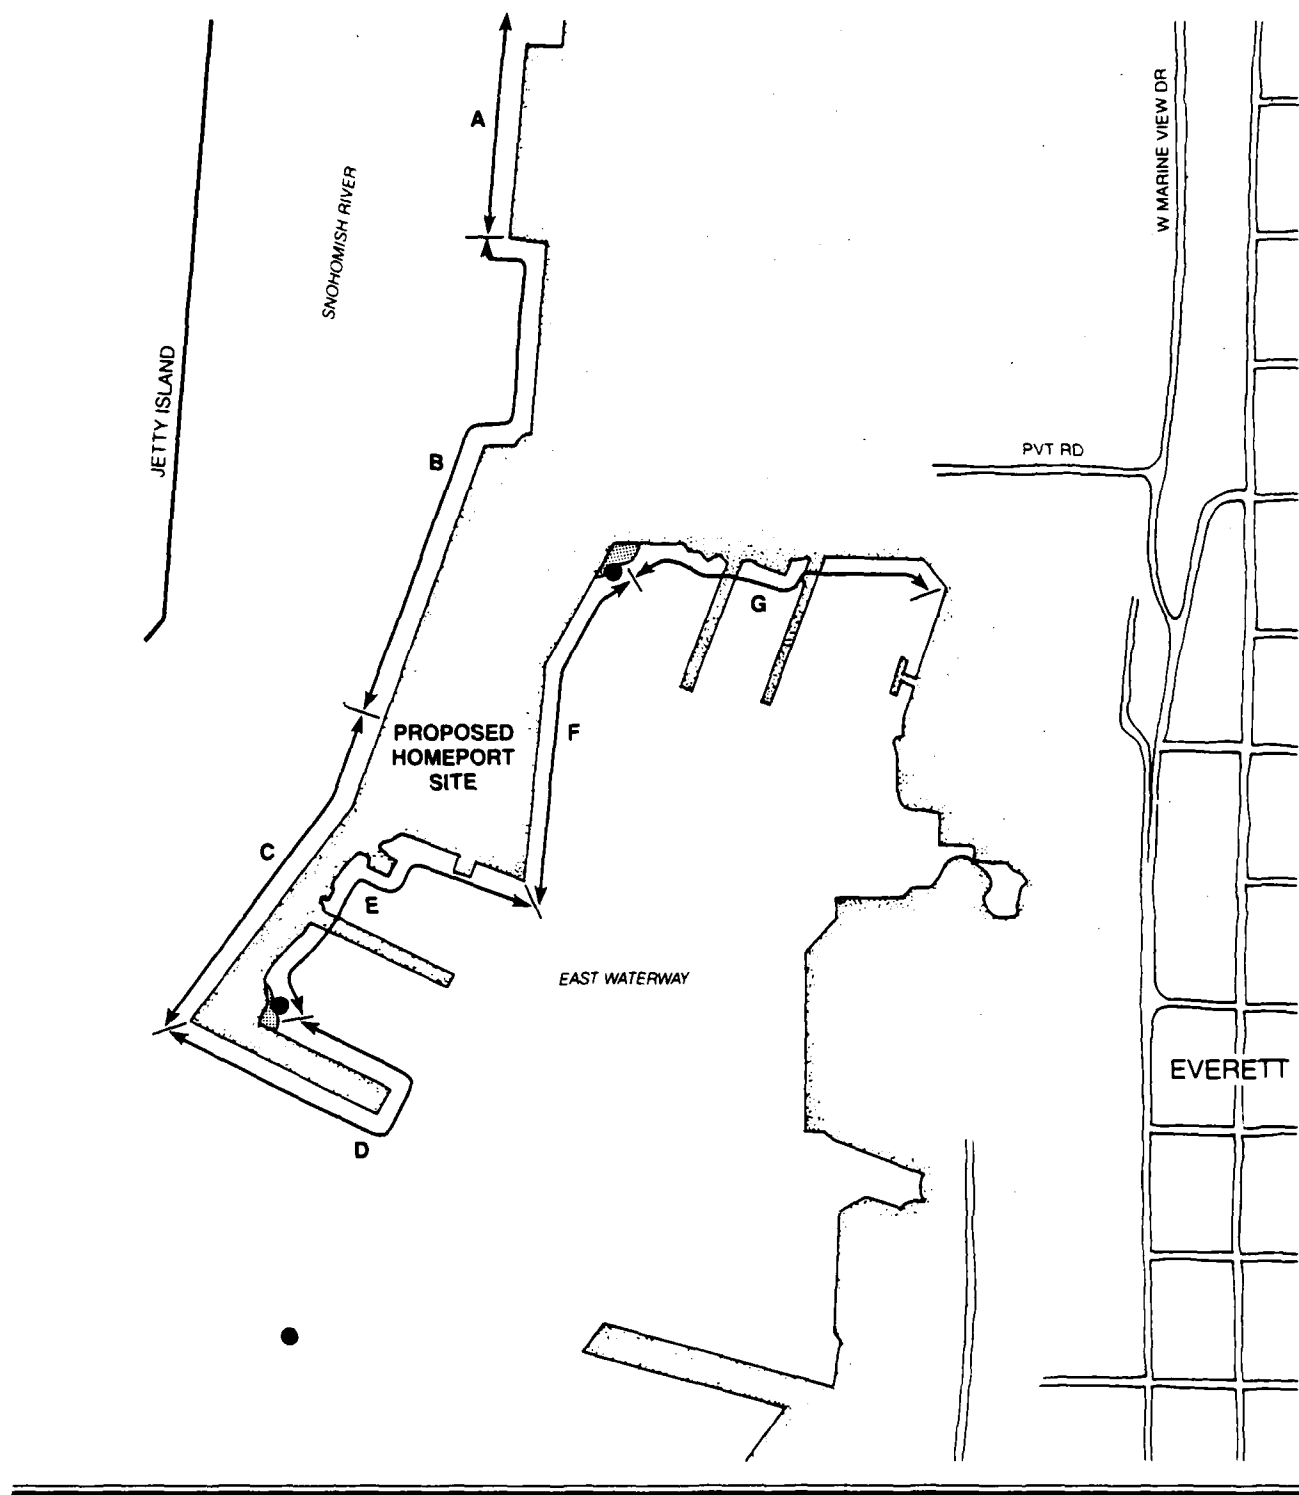 A
W MARINE VIEW DR
SNOHOMISH RIVER
JETTY ISLAND
B
PVT RD
G
F
PROPOSED
HOMEPORT
SITE
C
E
EAST WATERWAY
EVERETT
D